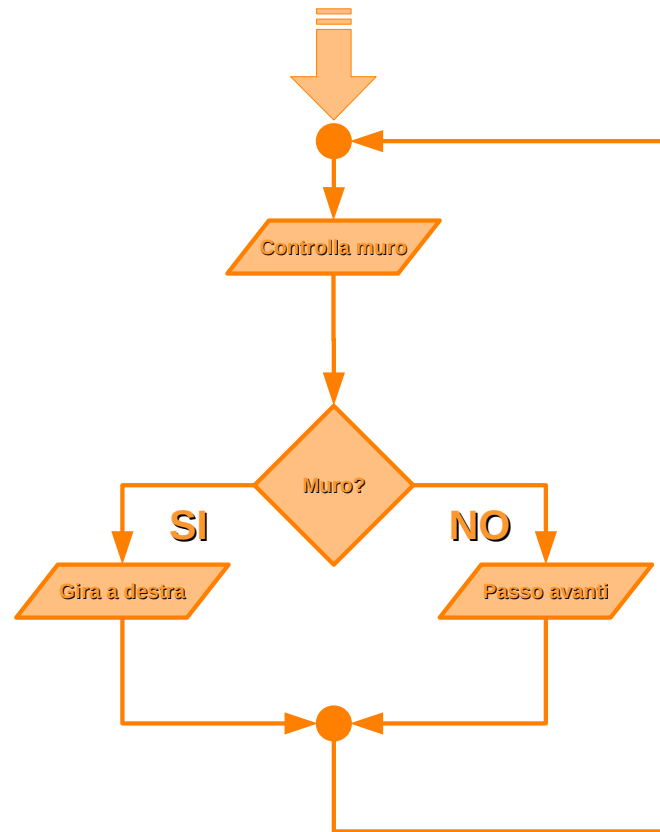 Controlla muro
Muro?
SI
NO
Gira a destra
Passo avanti